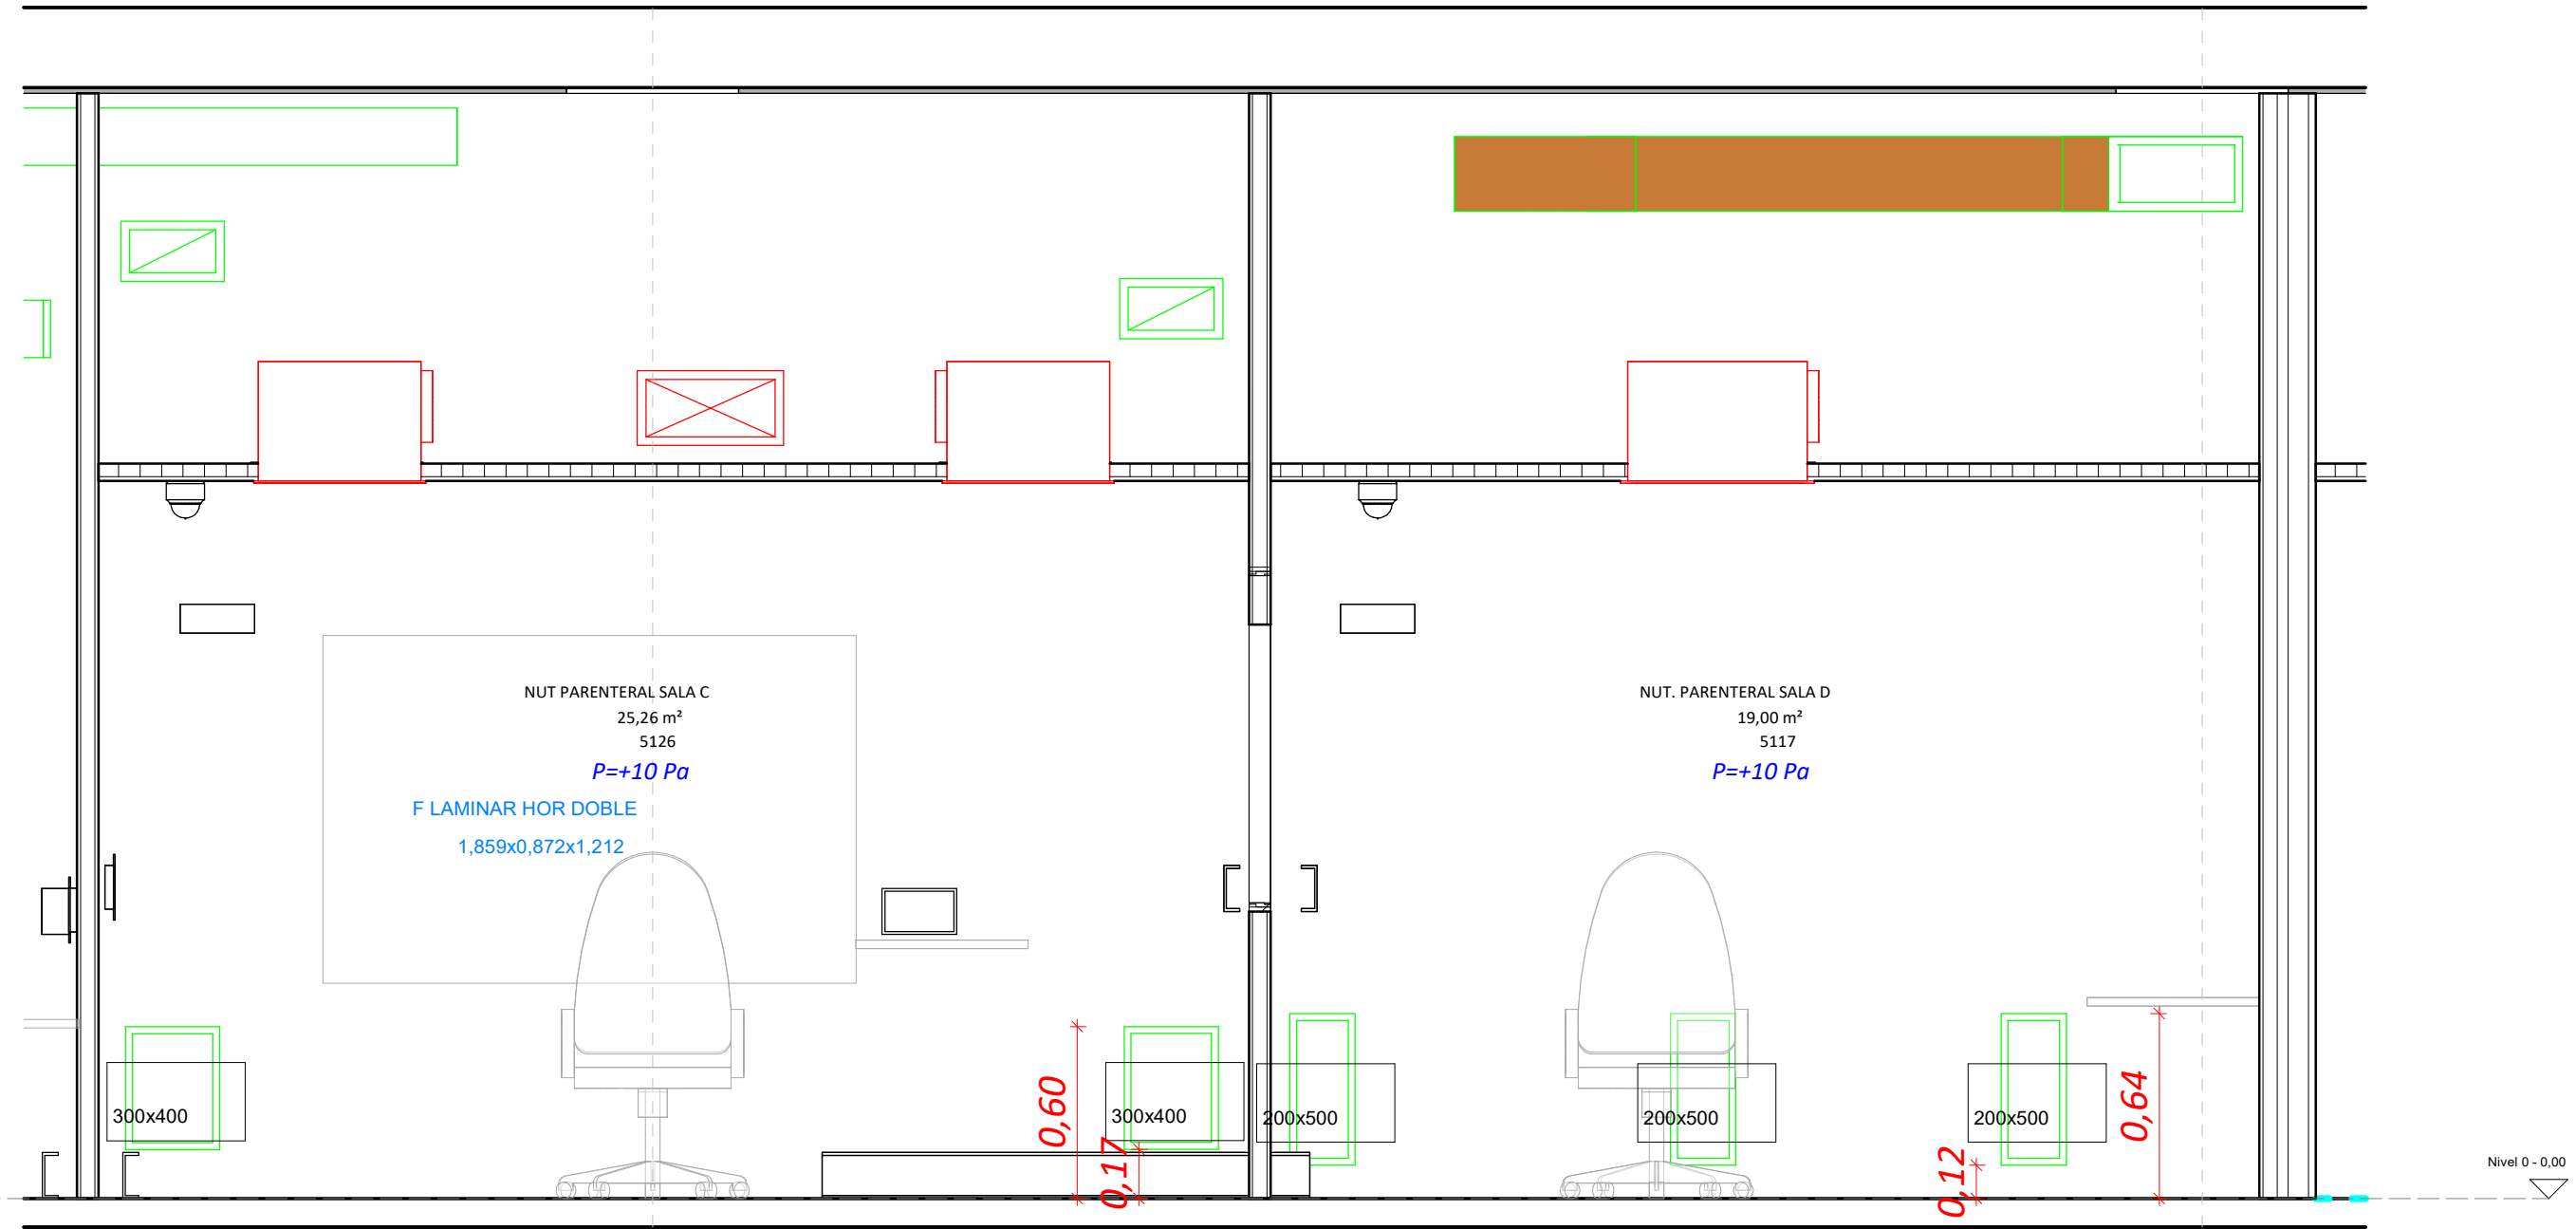 NUT PARENTERAL SALA C
25,26 m²
5126
P=+10 Pa
F LAMINAR HOR DOBLE
1,859x0,872x1,212
NUT. PARENTERAL SALA D
19,00 m²
5117
P=+10 Pa
300x400
0,60
0,17
300x400
200x500
200x500
200x500
0,12
0,64
Nivel 0 - 0,00